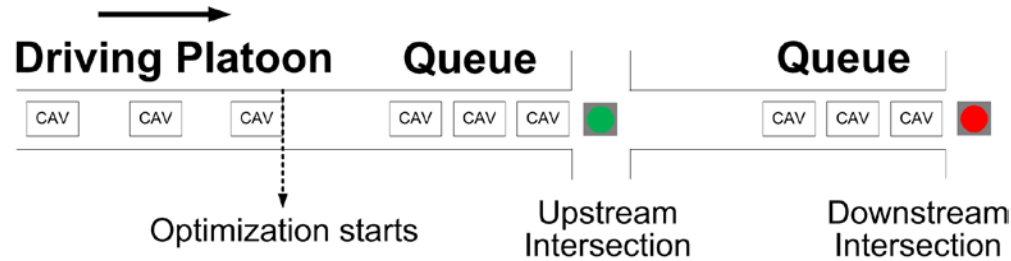 Driving Platoon Queue Queue
CAV CAV CAV CAV CAV CAV CAV CAV CAV
Optimization starts
Upstream
Intersection
Downstream
Intersection